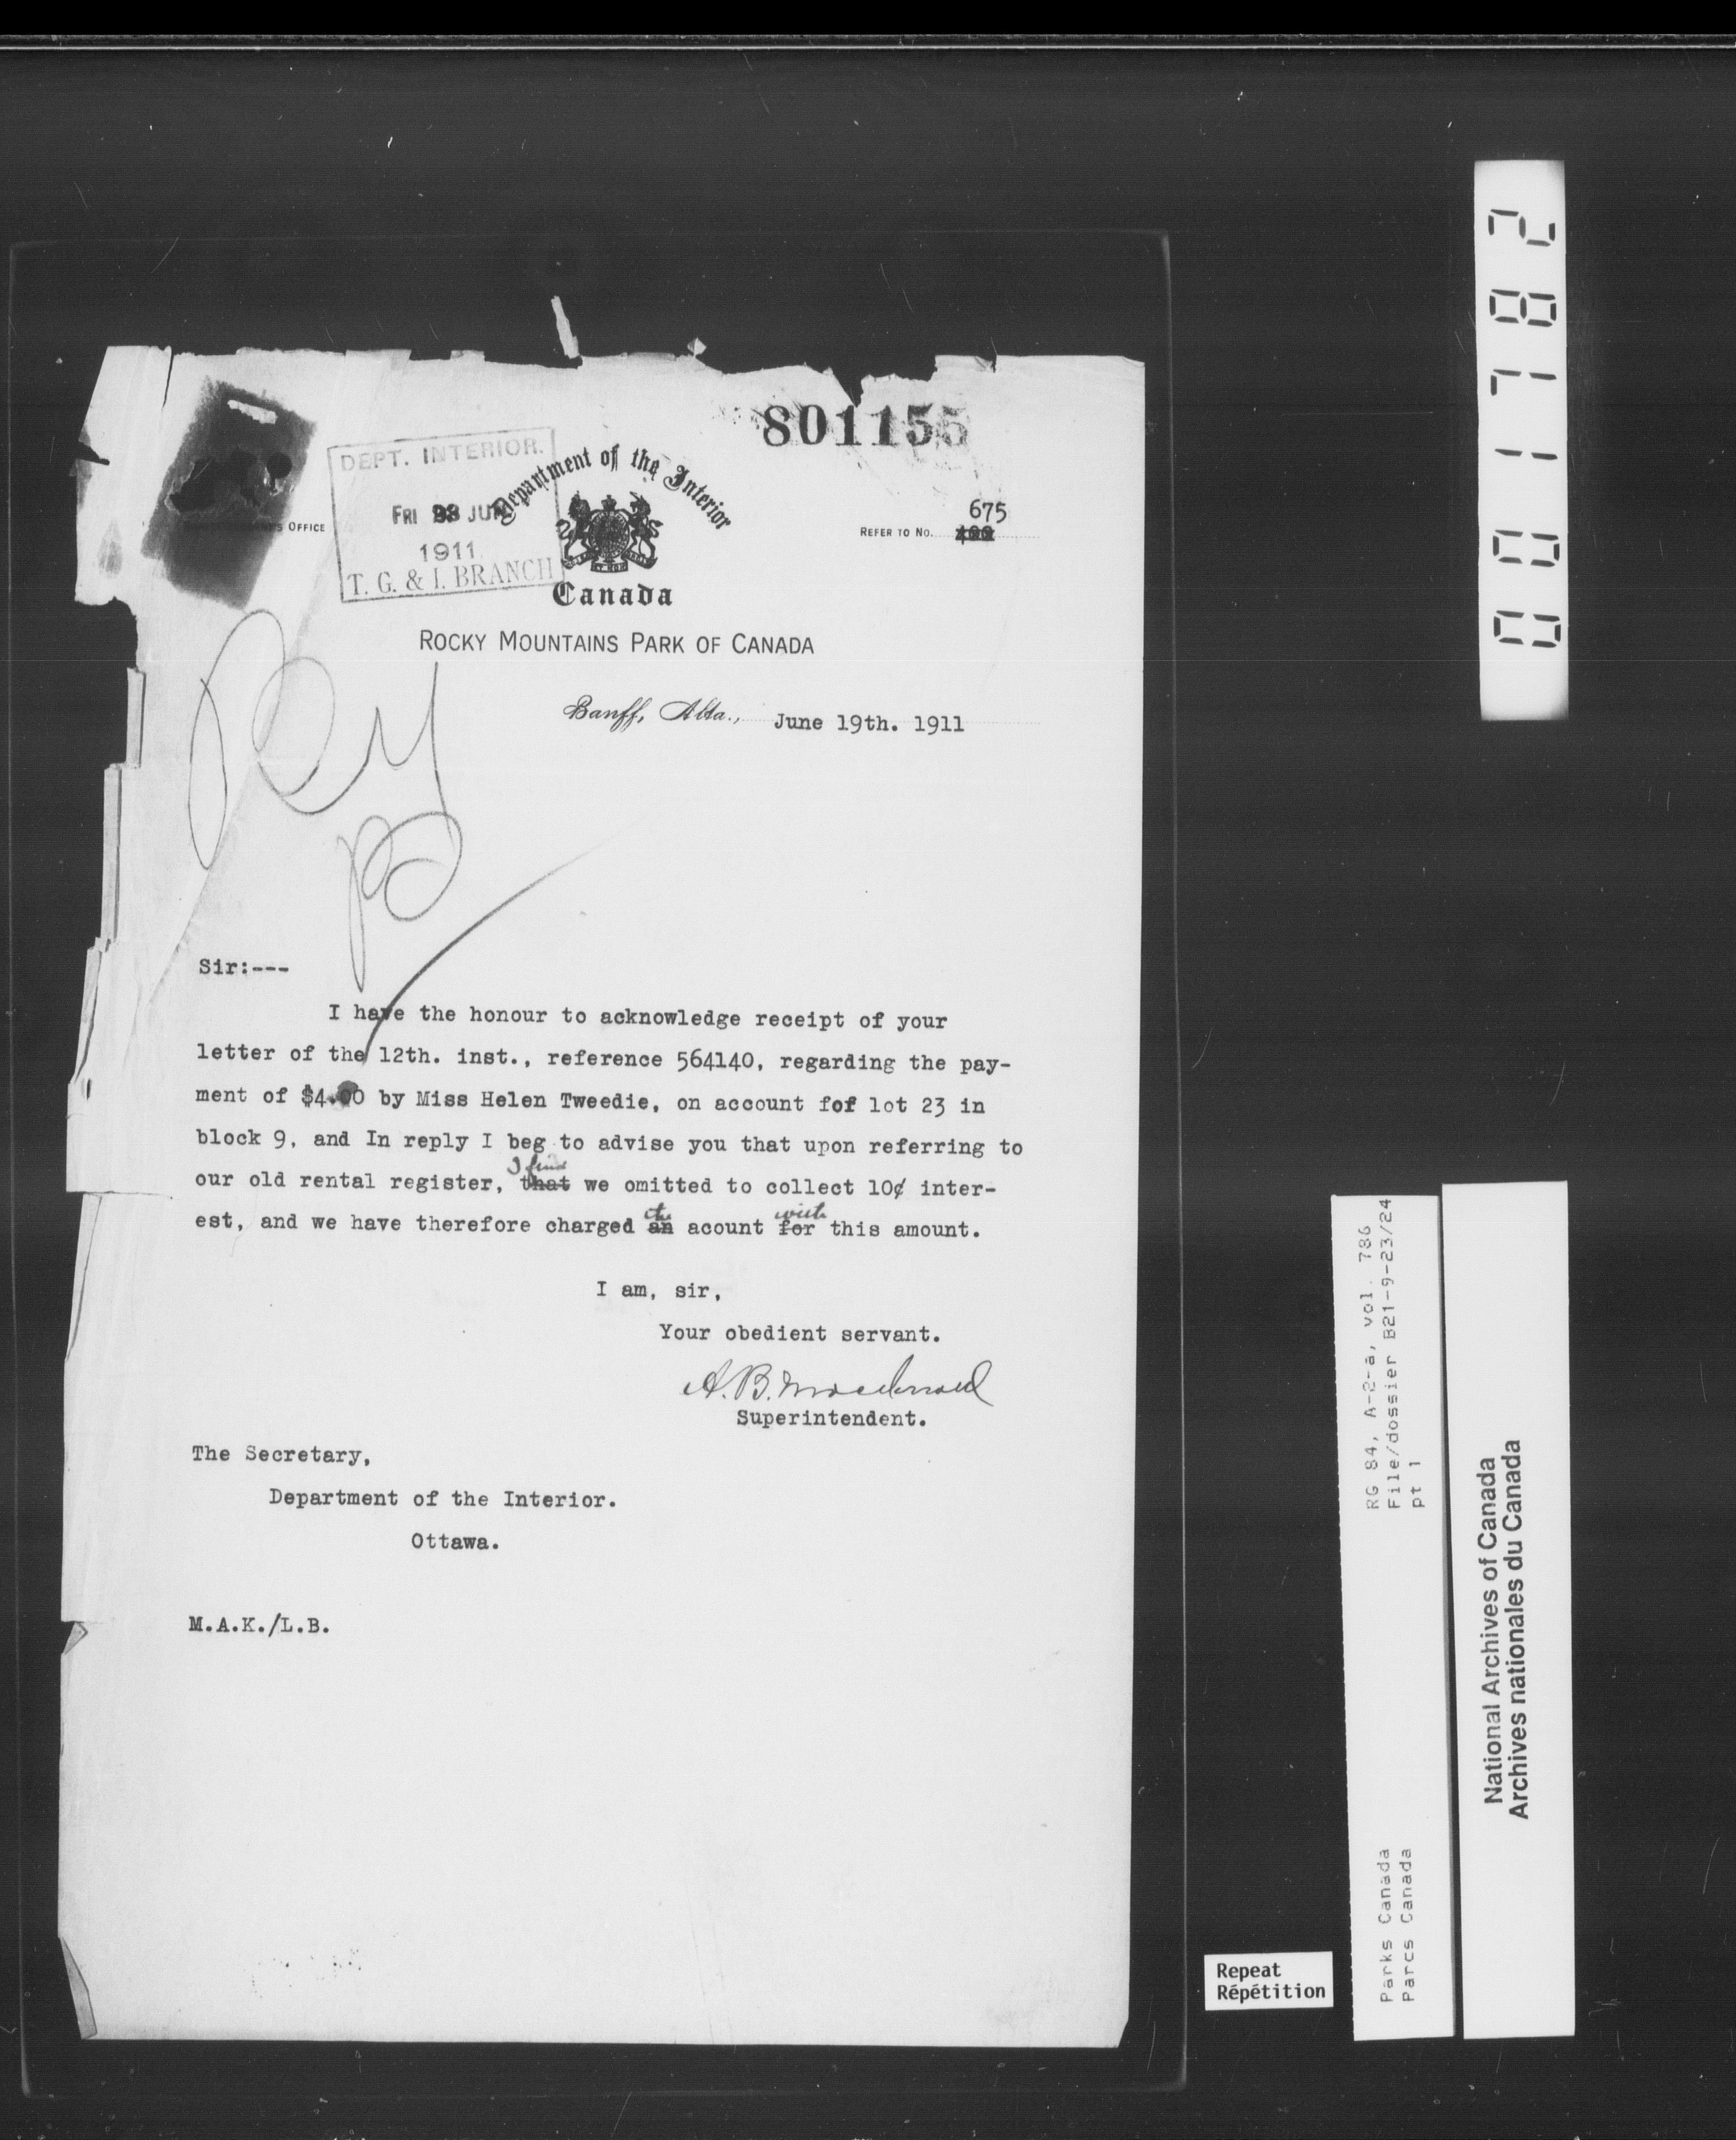 801155
DEPT. INTERIOR.
FRI 23 JUN
1911
T. G. & I. BRANCH
Department of the Interior
OFFICE
675
REFER TO No. 400
Canada
ROCKY MOUNTAINS PARK OF CANADA
Banff, Alta., June 19th. 1911
Sir:---
I have the honour to acknowledge receipt of your
letter of the 12th. inst., reference 564140, regarding the pay-
ment of $4.00 by Miss Helen Tweedie, on account fof lot 23 in
block 9, and In reply I beg to advise you that upon referring to
I find
our old rental register, that we omitted to collect 10¢ inter-
the with
est, and we have therefore charged an acount for this amount.
I am, sir,
Your obedient servant.
A. B. Macdonald
Superintendent.
The Secretary,
Department of the Interior.
Ottawa.
M.A.K./L.B.
001782
RG 84, A-2-a, vol. 786
File/dossier B21-9-23/24
pt 1
Parks Canada
Parcs Canada
National Archives of Canada
Archives nationales du Canada
Repeat
Répétition